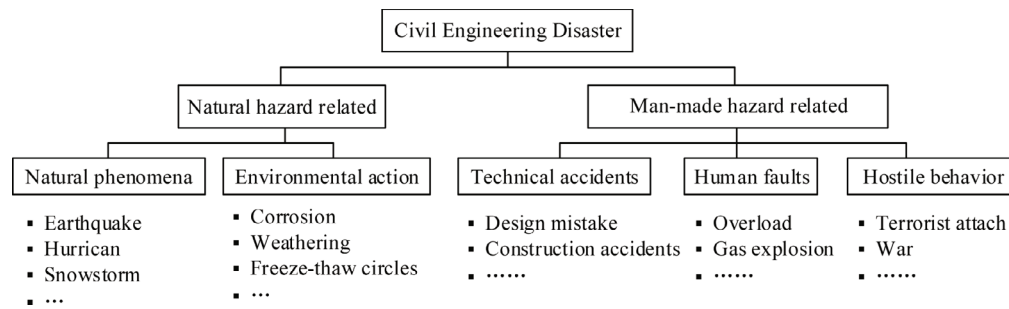 Civil Engineering Disaster
Natural hazard related
Man-made hazard related
Natural phenomena
Environmental action
Technical accidents
Human faults
Hostile behavior
▪ Earthquake
▪ Hurrican
▪ Snowstorm
▪ …
▪ Corrosion
▪ Weathering
▪ Freeze-thaw circles
▪ …
▪ Design mistake
▪ Construction accidents
▪ ……
▪ Overload
▪ Gas explosion
▪ ……
▪ Terrorist attach
▪ War
▪ ……